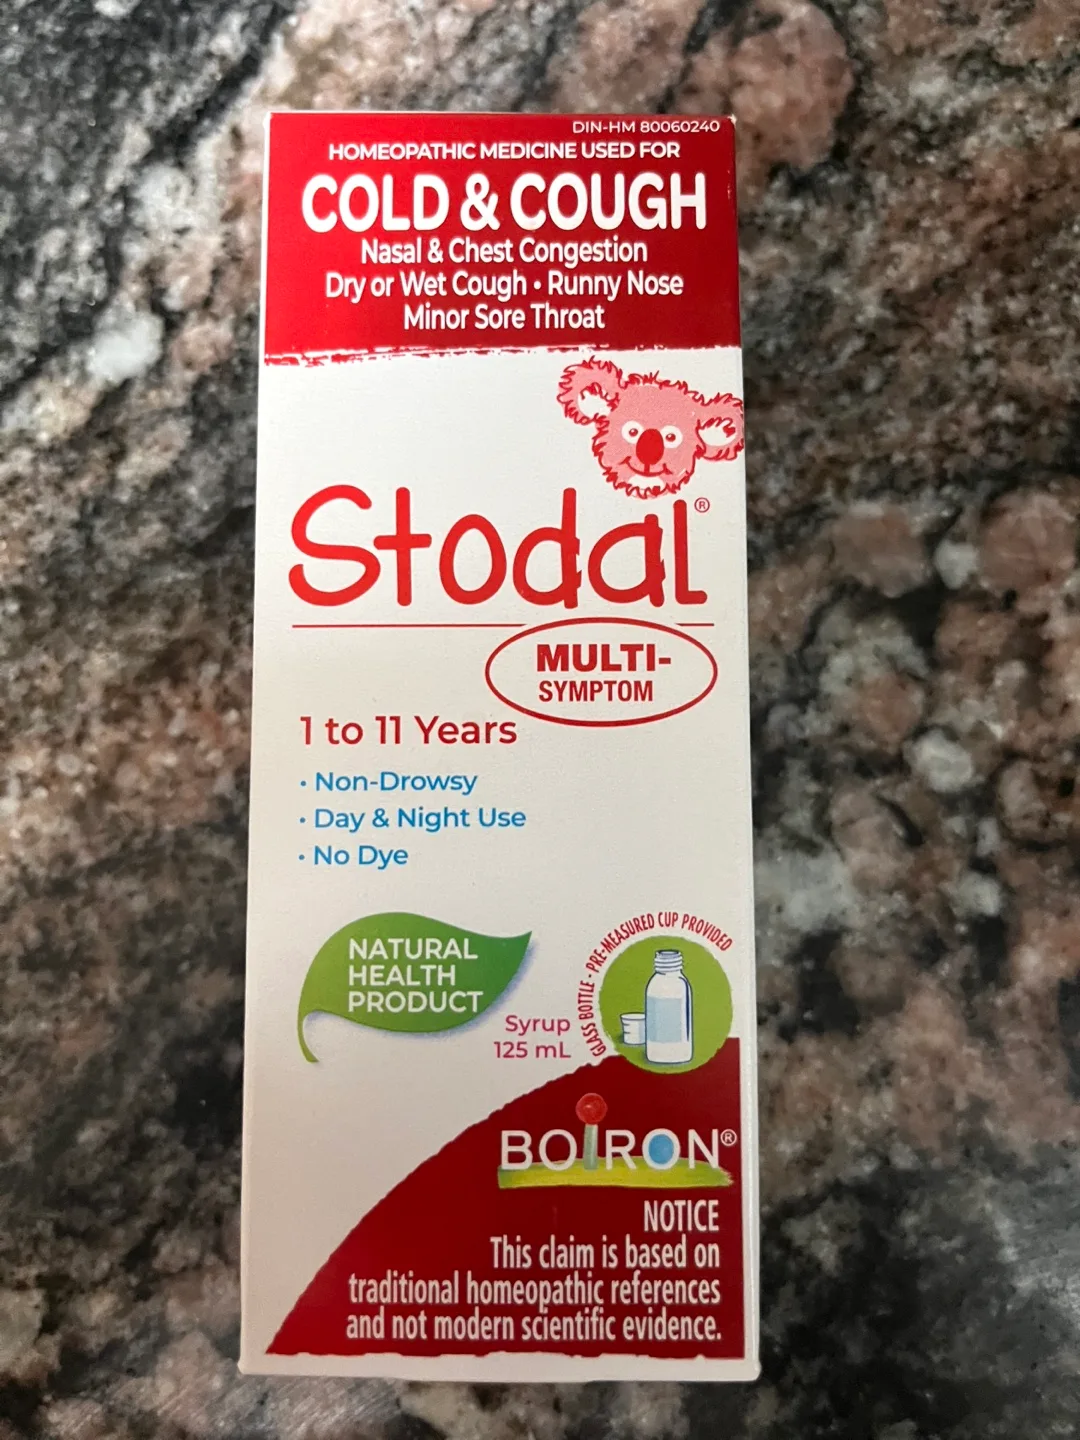 DIN-HM 80060240
HOMEOPATHIC MEDICINE USED FOR
COLD & COUGH
Nasal & Chest Congestion
Dry or Wet Cough • Runny Nose
Minor Sore Throat
Stodal®
MULTI-
SYMPTOM
1 to 11 Years
• Non-Drowsy
• Day & Night Use
• No Dye
NATURAL
HEALTH
PRODUCT
GLASS BOTTLE - PRE-MEASURED CUP PROVIDED
Syrup
125 mL
BOIRON®
NOTICE
This claim is based on
traditional homeopathic references
and not modern scientific evidence.